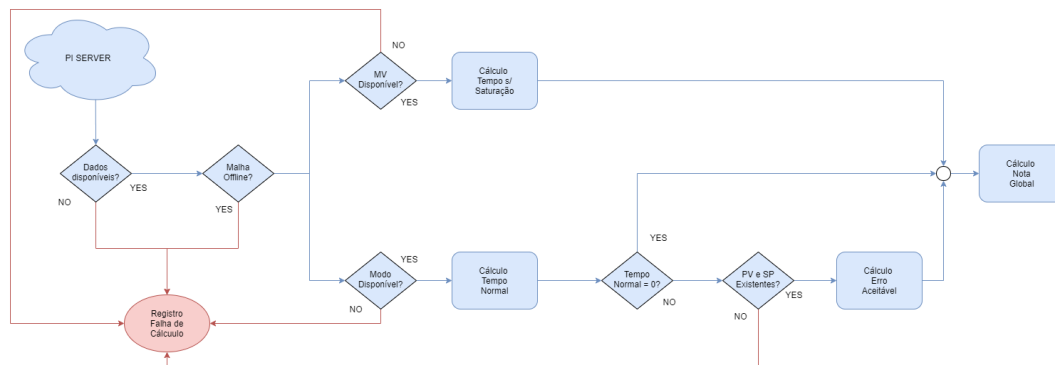 PI SERVER
NO
MV
Disponível?
YES
Cálculo
Tempo s/
Saturação
Dados
disponíveis?
YES
NO
Malha
Offline?
YES
Cálculo
Nota
Global
YES
Modo
Disponível?
NO
Cálculo
Tempo
Normal
YES
Tempo
Normal = 0?
NO
PV e SP
Existentes?
YES
NO
Cálculo
Erro
Aceitável
Registro
Falha de
Cálcuulo